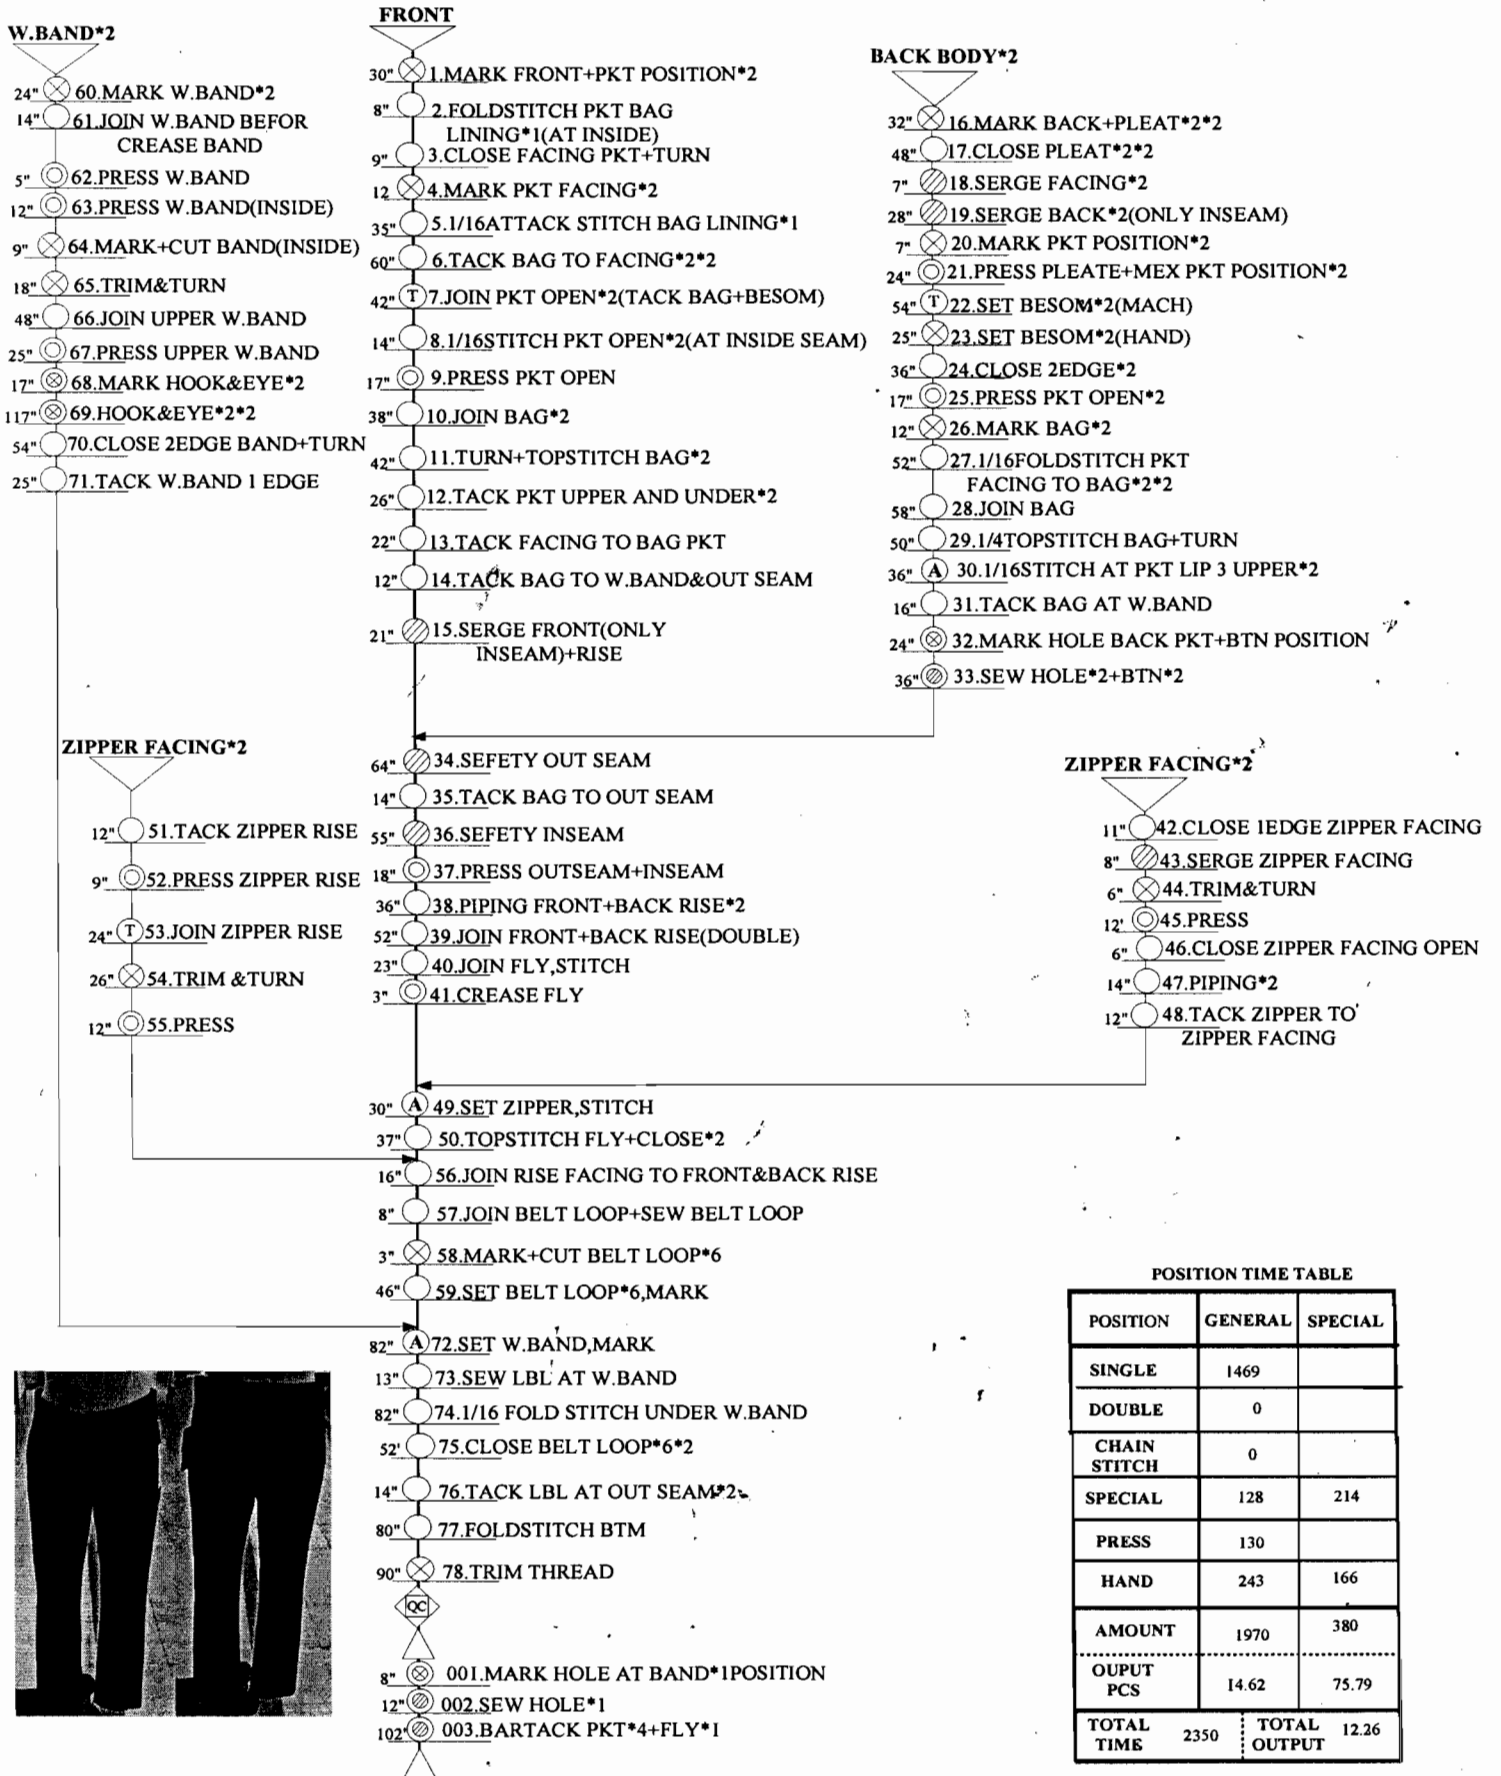 W.BAND*2
24" 60.MARK W.BAND*2
14" 61.JOIN W.BAND BEFOR
CREASE BAND
5" 62.PRESS W.BAND
12" 63.PRESS W.BAND(INSIDE)
9" 64.MARK+CUT BAND(INSIDE)
18" 65.TRIM&TURN
48" 66.JOIN UPPER W.BAND
25" 67.PRESS UPPER W.BAND
17" 68.MARK HOOK&EYE*2
117" 69.HOOK&EYE*2*2
54" 70.CLOSE 2EDGE BAND+TURN
25" 71.TACK W.BAND 1 EDGE
FRONT
30" 1.MARK FRONT+PKT POSITION*2
8" 2.FOLDSTITCH PKT BAG
LINING*1(AT INSIDE)
9" 3.CLOSE FACING PKT+TURN
12 4.MARK PKT FACING*2
35" 5.1/16ATTACK STITCH BAG LINING*1
60" 6.TACK BAG TO FACING*2*2
42" T 7.JOIN PKT OPEN*2(TACK BAG+BESOM)
14" 8.1/16STITCH PKT OPEN*2(AT INSIDE SEAM)
17" 9.PRESS PKT OPEN
38" 10.JOIN BAG*2
42" 11.TURN+TOPSTITCH BAG*2
26" 12.TACK PKT UPPER AND UNDER*2
22" 13.TACK FACING TO BAG PKT
12" 14.TACK BAG TO W.BAND&OUT SEAM
21" 15.SERGE FRONT(ONLY
INSEAM)+RISE
BACK BODY*2
32" 16.MARK BACK+PLEAT*2*2
48" 17.CLOSE PLEAT*2*2
7" 18.SERGE FACING*2
28" 19.SERGE BACK*2(ONLY INSEAM)
7" 20.MARK PKT POSITION*2
24" 21.PRESS PLEATE+MEX PKT POSITION*2
54" T 22.SET BESOM*2(MACH)
25" 23.SET BESOM*2(HAND)
36" 24.CLOSE 2EDGE*2
17" 25.PRESS PKT OPEN*2
12" 26.MARK BAG*2
52" 27.1/16FOLDSTITCH PKT
FACING TO BAG*2*2
58" 28.JOIN BAG
50" 29.1/4TOPSTITCH BAG+TURN
36" A 30.1/16STITCH AT PKT LIP 3 UPPER*2
16" 31.TACK BAG AT W.BAND
24" 32.MARK HOLE BACK PKT+BTN POSITION
36" 33.SEW HOLE*2+BTN*2
64" 34.SEFETY OUT SEAM
14" 35.TACK BAG TO OUT SEAM
55" 36.SEFETY INSEAM
18" 37.PRESS OUTSEAM+INSEAM
36" 38.PIPING FRONT+BACK RISE*2
52" 39.JOIN FRONT+BACK RISE(DOUBLE)
23" 40.JOIN FLY,STITCH
3" 41.CREASE FLY
ZIPPER FACING*2
12" 51.TACK ZIPPER RISE
9" 52.PRESS ZIPPER RISE
24" T 53.JOIN ZIPPER RISE
26" 54.TRIM &TURN
12" 55.PRESS
ZIPPER FACING*2
11" 42.CLOSE 1EDGE ZIPPER FACING
8" 43.SERGE ZIPPER FACING
6" 44.TRIM&TURN
12' 45.PRESS
6" 46.CLOSE ZIPPER FACING OPEN
14" 47.PIPING*2
12" 48.TACK ZIPPER TO
ZIPPER FACING
30" A 49.SET ZIPPER,STITCH
37" 50.TOPSTITCH FLY+CLOSE*2
16" 56.JOIN RISE FACING TO FRONT&BACK RISE
8" 57.JOIN BELT LOOP+SEW BELT LOOP
3" 58.MARK+CUT BELT LOOP*6
46" 59.SET BELT LOOP*6,MARK
82" A 72.SET W.BAND,MARK
13" 73.SEW LBL AT W.BAND
82" 74.1/16 FOLD STITCH UNDER W.BAND
52' 75.CLOSE BELT LOOP*6*2
14" 76.TACK LBL AT OUT SEAM*2
80" 77.FOLDSTITCH BTM
90" 78.TRIM THREAD
QC
8" 001.MARK HOLE AT BAND*1POSITION
12" 002.SEW HOLE*1
102' 003.BARTACK PKT*4+FLY*1
POSITION TIME TABLE
POSITION GENERAL SPECIAL
SINGLE 1469
DOUBLE 0
CHAIN STITCH 0
SPECIAL 128 214
PRESS 130
HAND 243 166
AMOUNT 1970 380
OUPUT PCS 14.62 75.79
TOTAL TIME 2350 TOTAL OUTPUT 12.26